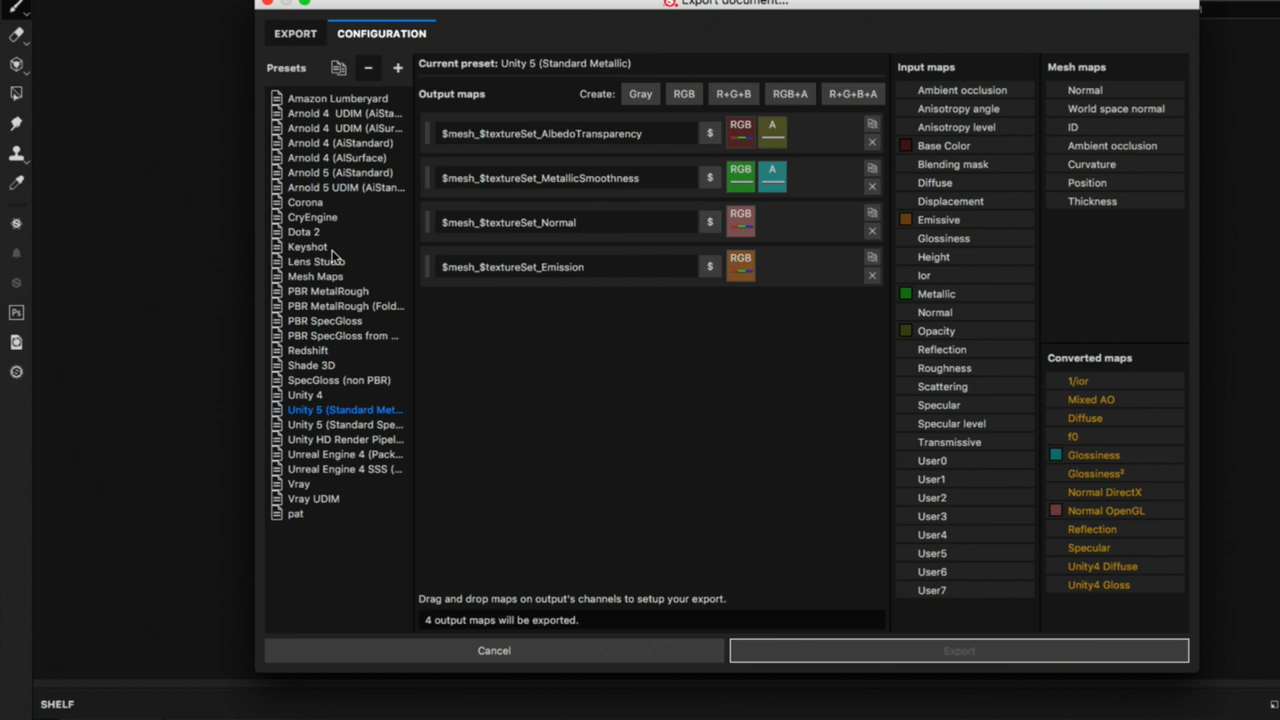 Export document...
EXPORT
CONFIGURATION
Presets
Current preset: Unity 5 (Standard Metallic)
Output maps
Create:
Gray
RGB
R+G+B
RGB+A
R+G+B+A
Amazon Lumberyard
Arnold 4 UDIM (AiSta...
Arnold 4 UDIM (AlSur...
Arnold 4 (AiStandard)
Arnold 4 (AlSurface)
Arnold 5 (AiStandard)
Arnold 5 UDIM (AiStan...
Corona
CryEngine
Dota 2
Keyshot
Lens Studio
Mesh Maps
PBR MetalRough
PBR MetalRough (Fold...
PBR SpecGloss
PBR SpecGloss from ...
Redshift
Shade 3D
SpecGloss (non PBR)
Unity 4
Unity 5 (Standard Met...
Unity 5 (Standard Spe...
Unity HD Render Pipel...
Unreal Engine 4 (Pack...
Unreal Engine 4 SSS (...
Vray
Vray UDIM
pat
$mesh_$textureSet_AlbedoTransparency
$
RGB
A
$mesh_$textureSet_MetallicSmoothness
$
RGB
A
$mesh_$textureSet_Normal
$
RGB
$mesh_$textureSet_Emission
$
RGB
Drag and drop maps on output's channels to setup your export.
4 output maps will be exported.
Input maps
Ambient occlusion
Anisotropy angle
Anisotropy level
Base Color
Blending mask
Diffuse
Displacement
Emissive
Glossiness
Height
Ior
Metallic
Normal
Opacity
Reflection
Roughness
Scattering
Specular
Specular level
Transmissive
User0
User1
User2
User3
User4
User5
User6
User7
Mesh maps
Normal
World space normal
ID
Ambient occlusion
Curvature
Position
Thickness
Converted maps
1/ior
Mixed AO
Diffuse
f0
Glossiness
Glossiness²
Normal DirectX
Normal OpenGL
Reflection
Specular
Unity4 Diffuse
Unity4 Gloss
Cancel
Export
Ps
SHELF